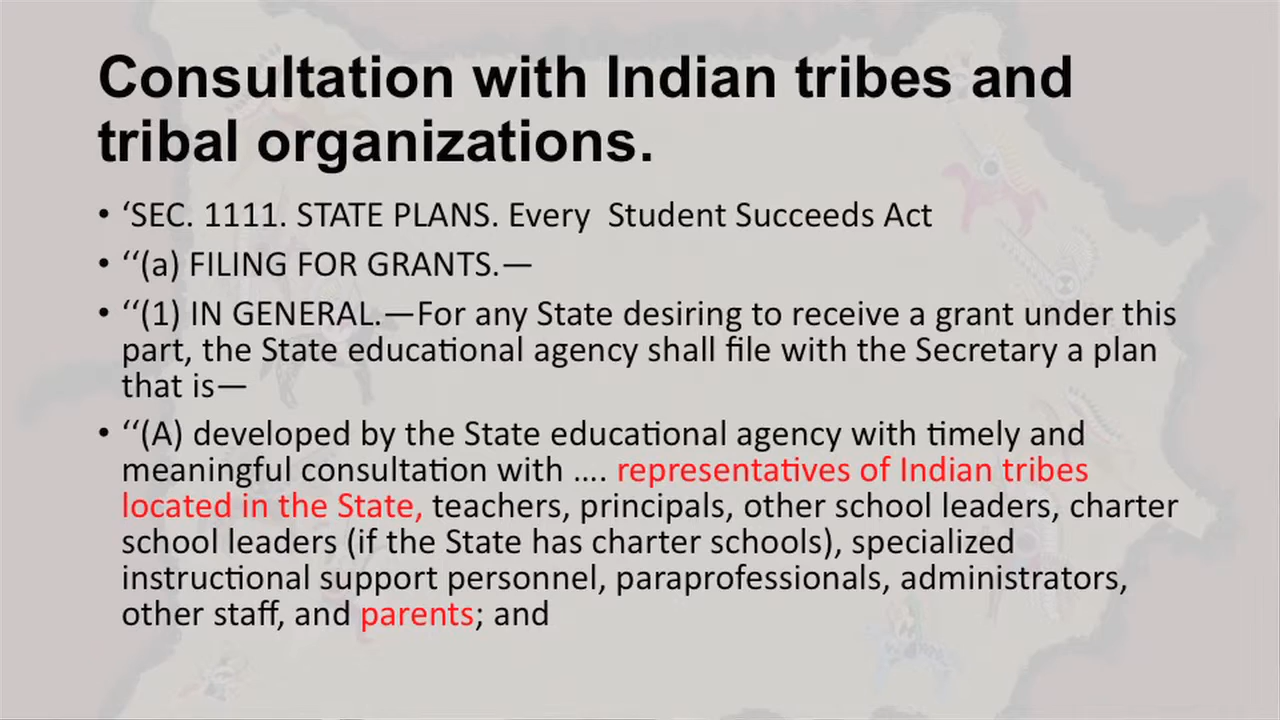 Consultation with Indian tribes and
tribal organizations.
• ‘SEC. 1111. STATE PLANS. Every  Student Succeeds Act
• ‘‘(a) FILING FOR GRANTS.—
• ‘‘(1) IN GENERAL.—For any State desiring to receive a grant under this
part, the State educational agency shall file with the Secretary a plan
that is—
• ‘‘(A) developed by the State educational agency with timely and
meaningful consultation with …. representatives of Indian tribes
located in the State, teachers, principals, other school leaders, charter
school leaders (if the State has charter schools), specialized
instructional support personnel, paraprofessionals, administrators,
other staff, and parents; and